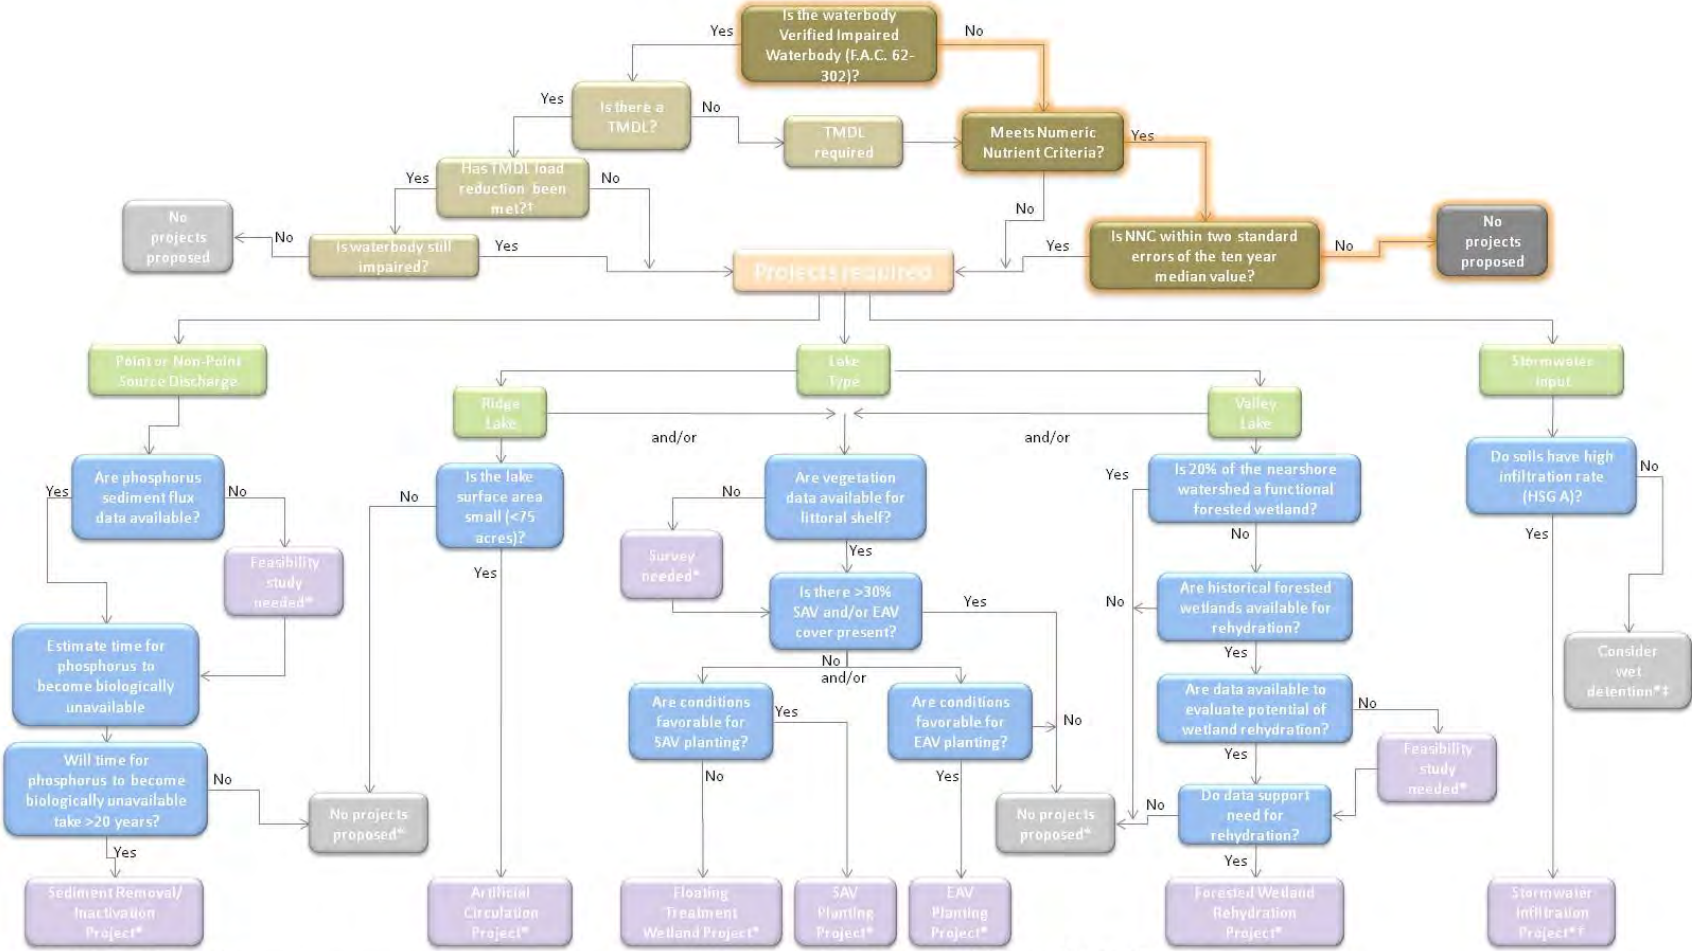 Is the waterbody
Verified Impaired
Waterbody (F.A.C. 62-
302)?
Yes
No
Is there a
TMDL?
Yes
No
TMDL
required
Meets Numeric
Nutrient Criteria?
Yes
No
Has TMDL load
reduction been
met?†
Yes
No
No
projects
proposed
No
Is waterbody still
impaired?
Yes
Projects required
Yes
Is NNC within two standard
errors of the ten year
median value?
No
No
projects
proposed
Point or Non-Point
Source Discharge
Lake
Type
Stormwater
Input
Ridge
Lake
and/or
and/or
Valley
Lake
Are phosphorus
sediment flux
data available?
Yes
No
Feasibility
study
needed*
Estimate time for
phosphorus to
become biologically
unavailable
Will time for
phosphorus to become
biologically unavailable
take >20 years?
No
Yes
Sediment Removal/
Inactivation
Project*
No projects
proposed*
Is the lake
surface area
small (<75
acres)?
No
Yes
Artificial
Circulation
Project*
Are vegetation
data available for
littoral shelf?
No
Yes
Survey
needed*
Is there >30%
SAV and/or EAV
cover present?
Yes
No
and/or
Are conditions
favorable for
SAV planting?
Yes
No
Are conditions
favorable for
EAV planting?
No
Yes
Floating
Treatment
Wetland Project*
SAV
Planting
Project*
EAV
Planting
Project*
No projects
proposed*
Is 20% of the nearshore
watershed a functional
forested wetland?
Yes
No
Are historical forested
wetlands available for
rehydration?
No
Yes
Are data available to
evaluate potential of
wetland rehydration?
No
Yes
Feasibility
study
needed*
Do data support
need for
rehydration?
No
Yes
Forested Wetland
Rehydration
Project*
Do soils have high
infiltration rate
(HSG A)?
No
Yes
Consider
wet
detention*‡
Stormwater
Infiltration
Project*†